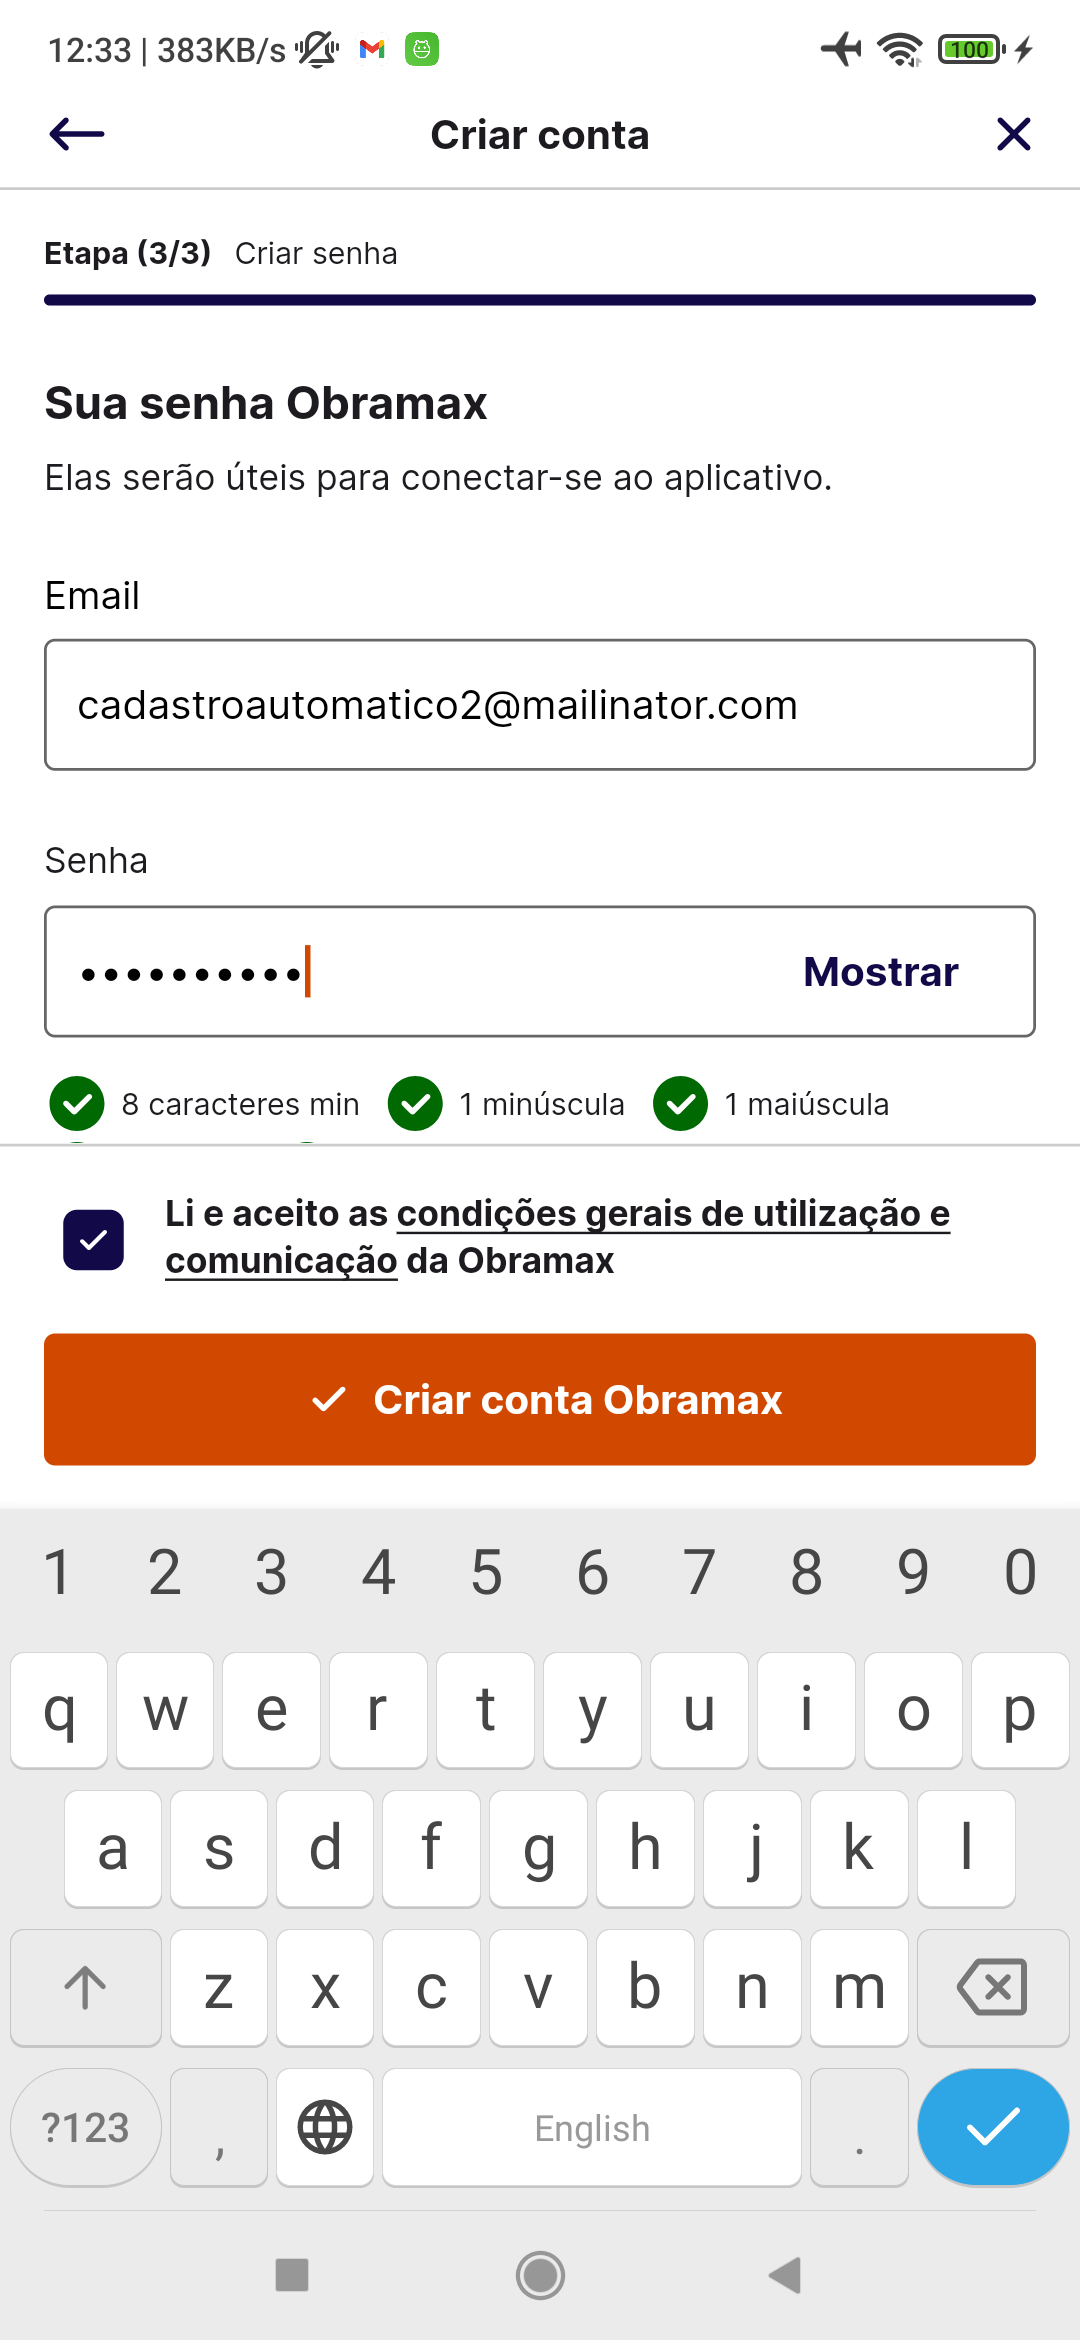 12:33 | 383KB/s
100
Criar conta
Etapa (3/3) Criar senha
Sua senha Obramax
Elas serão úteis para conectar-se ao aplicativo.
Email
cadastroautomatico2@mailinator.com
Senha
•••••••••• Mostrar
8 caracteres min 1 minúscula 1 maiúscula
Li e aceito as condições gerais de utilização e
comunicação da Obramax
Criar conta Obramax
1 2 3 4 5 6 7 8 9 0
q w e r t y u i o p
a s d f g h j k l
z x c v b n m
?123 , English .